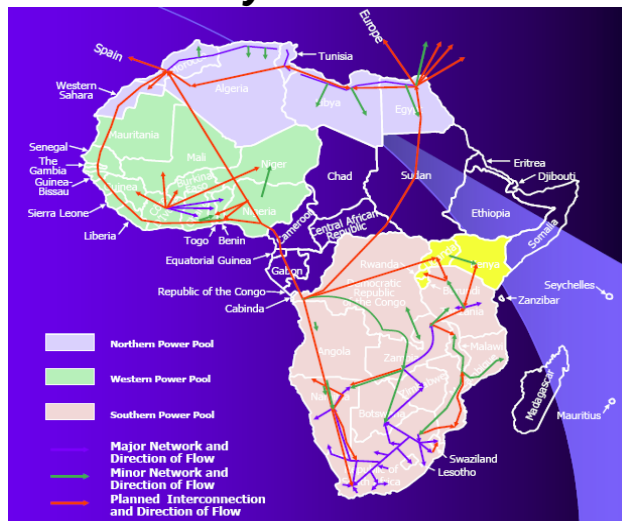 Europe
Spain
Tunisia
Algeria
Western
Sahara
Mauritania
Mali
Niger
Senegal
The
Gambia
Guinea-
Bissau
Sierra Leone
Liberia
Burkina
Faso
Nigeria
Togo
Benin
Chad
Sudan
Eritrea
Djibouti
Ethiopia
Somalia
Cameroon
Central African
Republic
Equatorial Guinea
Gabon
Republic of the Congo
Cabinda
Rwanda
Democratic
Republic
of the Congo
Burundi
Zanzibar
Seychelles
Angola
Malawi
Madagascar
Mauritius
Swaziland
Lesotho
Northern Power Pool
Western Power Pool
Southern Power Pool
Major Network and
Direction of Flow
Minor Network and
Direction of Flow
Planned Interconnection
and Direction of Flow